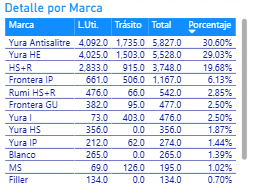 Detalle por Marca
Marca L.Uti. Tránsito Total Porcentaje
Yura Antisalitre 4,092.0 1,735.0 5,827.0 30.60%
Yura HE 4,025.0 1,503.0 5,528.0 29.03%
HS+R 2,833.0 915.0 3,748.0 19.68%
Frontera IP 661.0 506.0 1,167.0 6.13%
Rumi HS+R 476.0 66.0 542.0 2.85%
Frontera GU 382.0 95.0 477.0 2.50%
Yura I 73.0 403.0 476.0 2.50%
Yura HS 356.0 0.0 356.0 1.87%
Yura IP 212.0 62.0 274.0 1.44%
Blanco 265.0 0.0 265.0 1.39%
MS 69.0 126.0 195.0 1.02%
Filler 134.0 0.0 134.0 0.70%